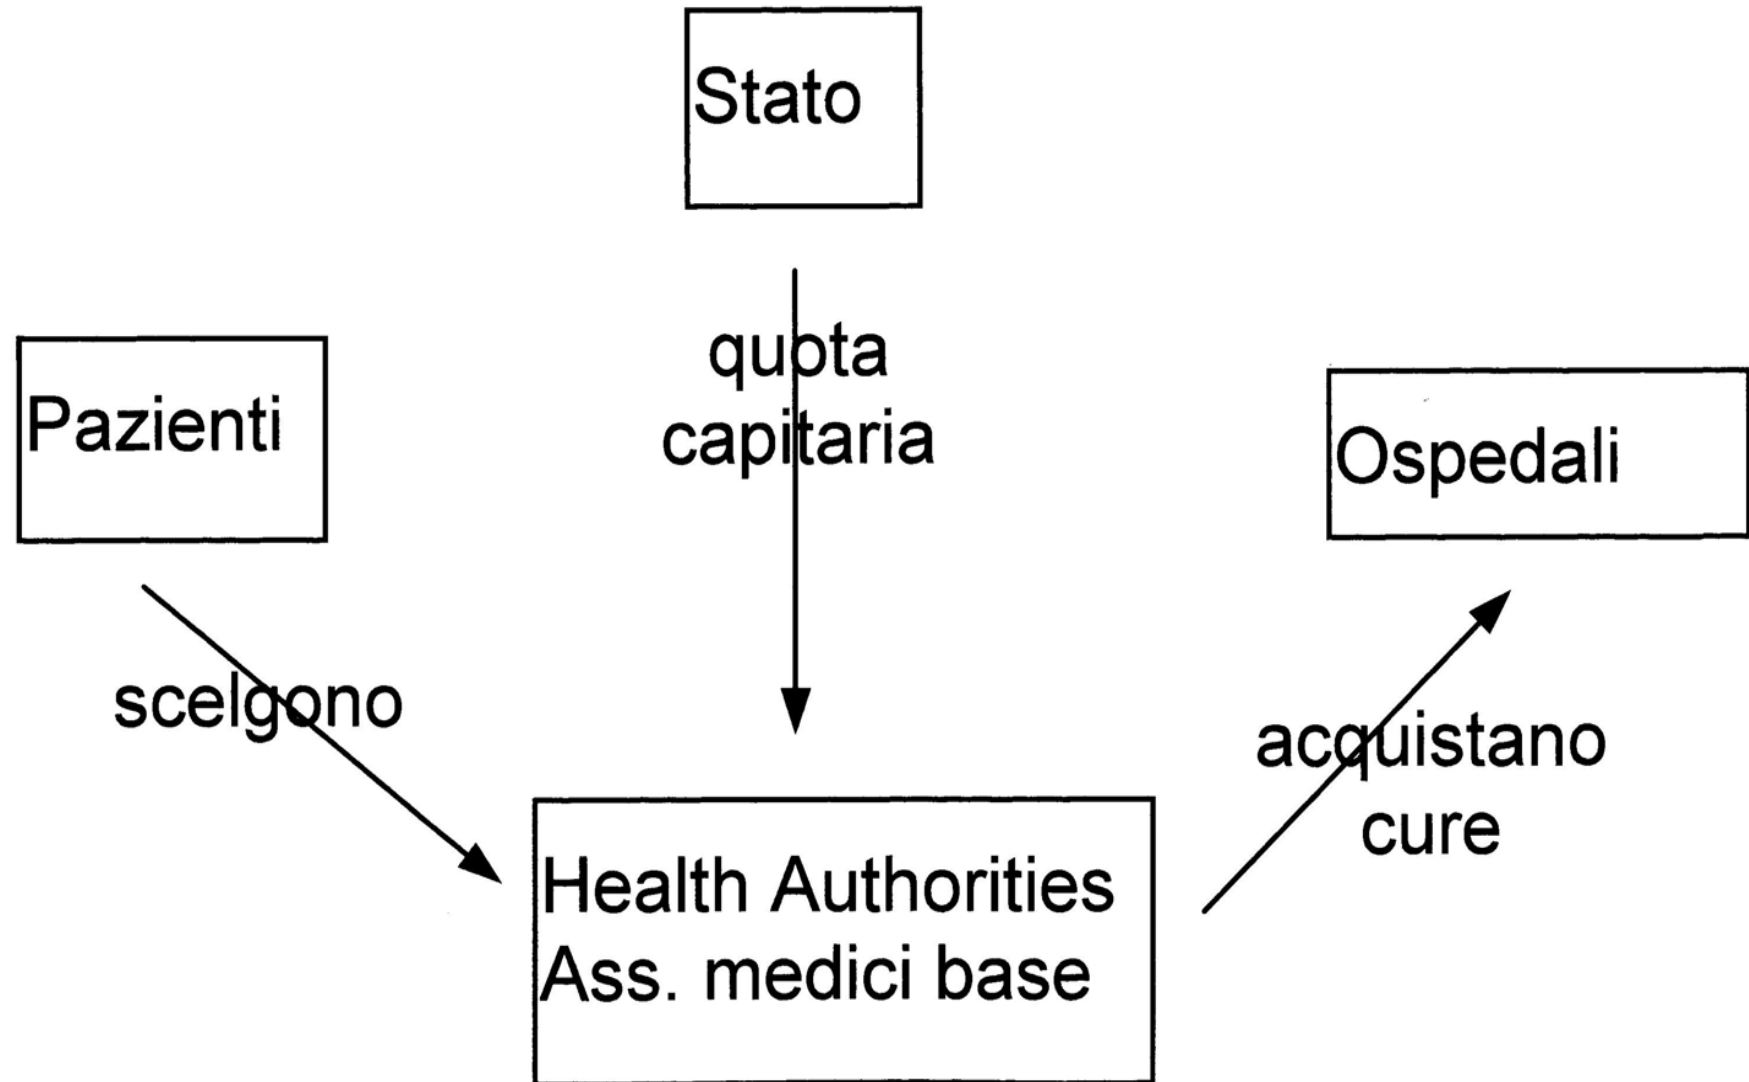 Stato
quota
capitaria
Pazienti
Ospedali
scelgono
acquistano
cure
Health Authorities
Ass. medici base